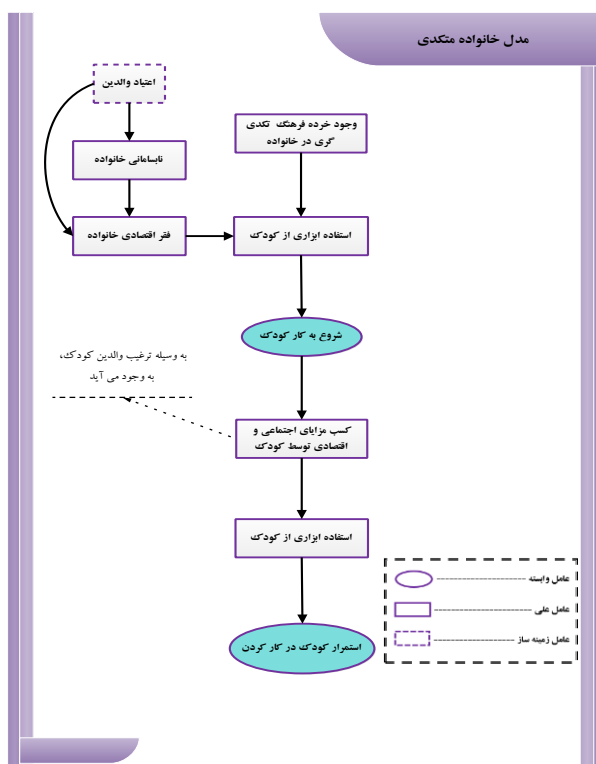 مدل خانواده متکدی
اعتیاد والدین
وجود خرده فرهنگ تکدی
گری در خانواده
نابسامانی خانواده
فقر اقتصادی خانواده
استفاده ابزاری از کودک
شروع به کار کودک
به وسیله ترغیب والدین کودک،
به وجود می آید
کسب مزایای اجتماعی و
اقتصادی توسط کودک
استفاده ابزاری از کودک
استمرار کودک در کار کردن
عامل وابسته
عامل علی
عامل زمینه ساز